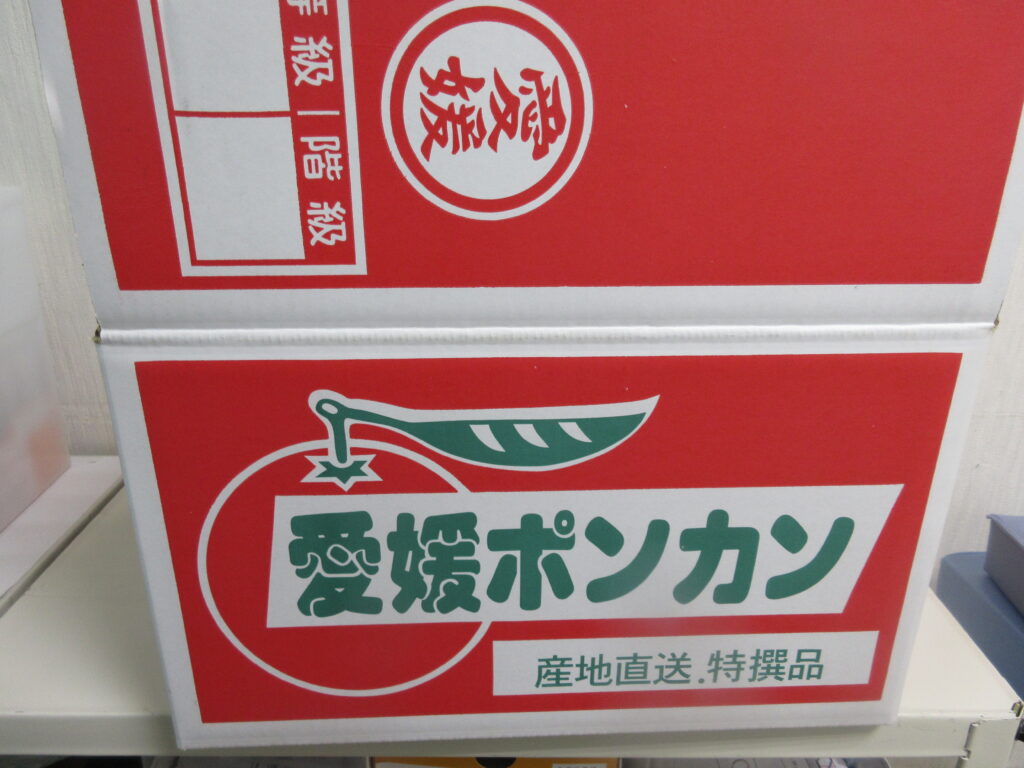 等級
階級
愛媛
愛媛ポンカン
産地直送.特撰品